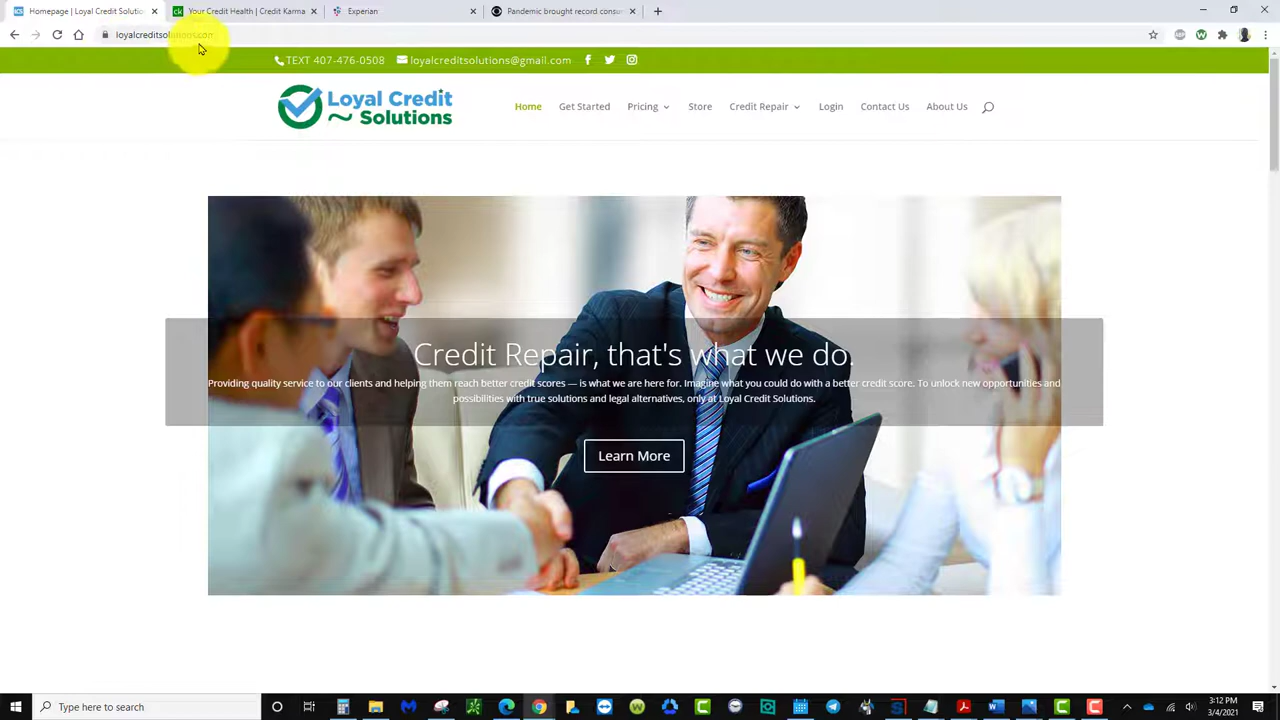 Homepage | Loyal Credit Solutio
ck Your Credit Health | Credit Karma
Experian
Pandemic brought record consum
loyalcreditsolutions.com
TEXT 407-476-0508
loyalcreditsolutions@gmail.com
Loyal Credit
Solutions
Home
Get Started
Pricing
Store
Credit Repair
Login
Contact Us
About Us
Credit Repair, that's what we do.
Providing quality service to our clients and helping them reach better credit scores — is what we are here for. Imagine what you could do with a better credit score. To unlock new opportunities and
possibilities with true solutions and legal alternatives, only at Loyal Credit Solutions.
Learn More
Type here to search
3:12 PM
3/4/2021